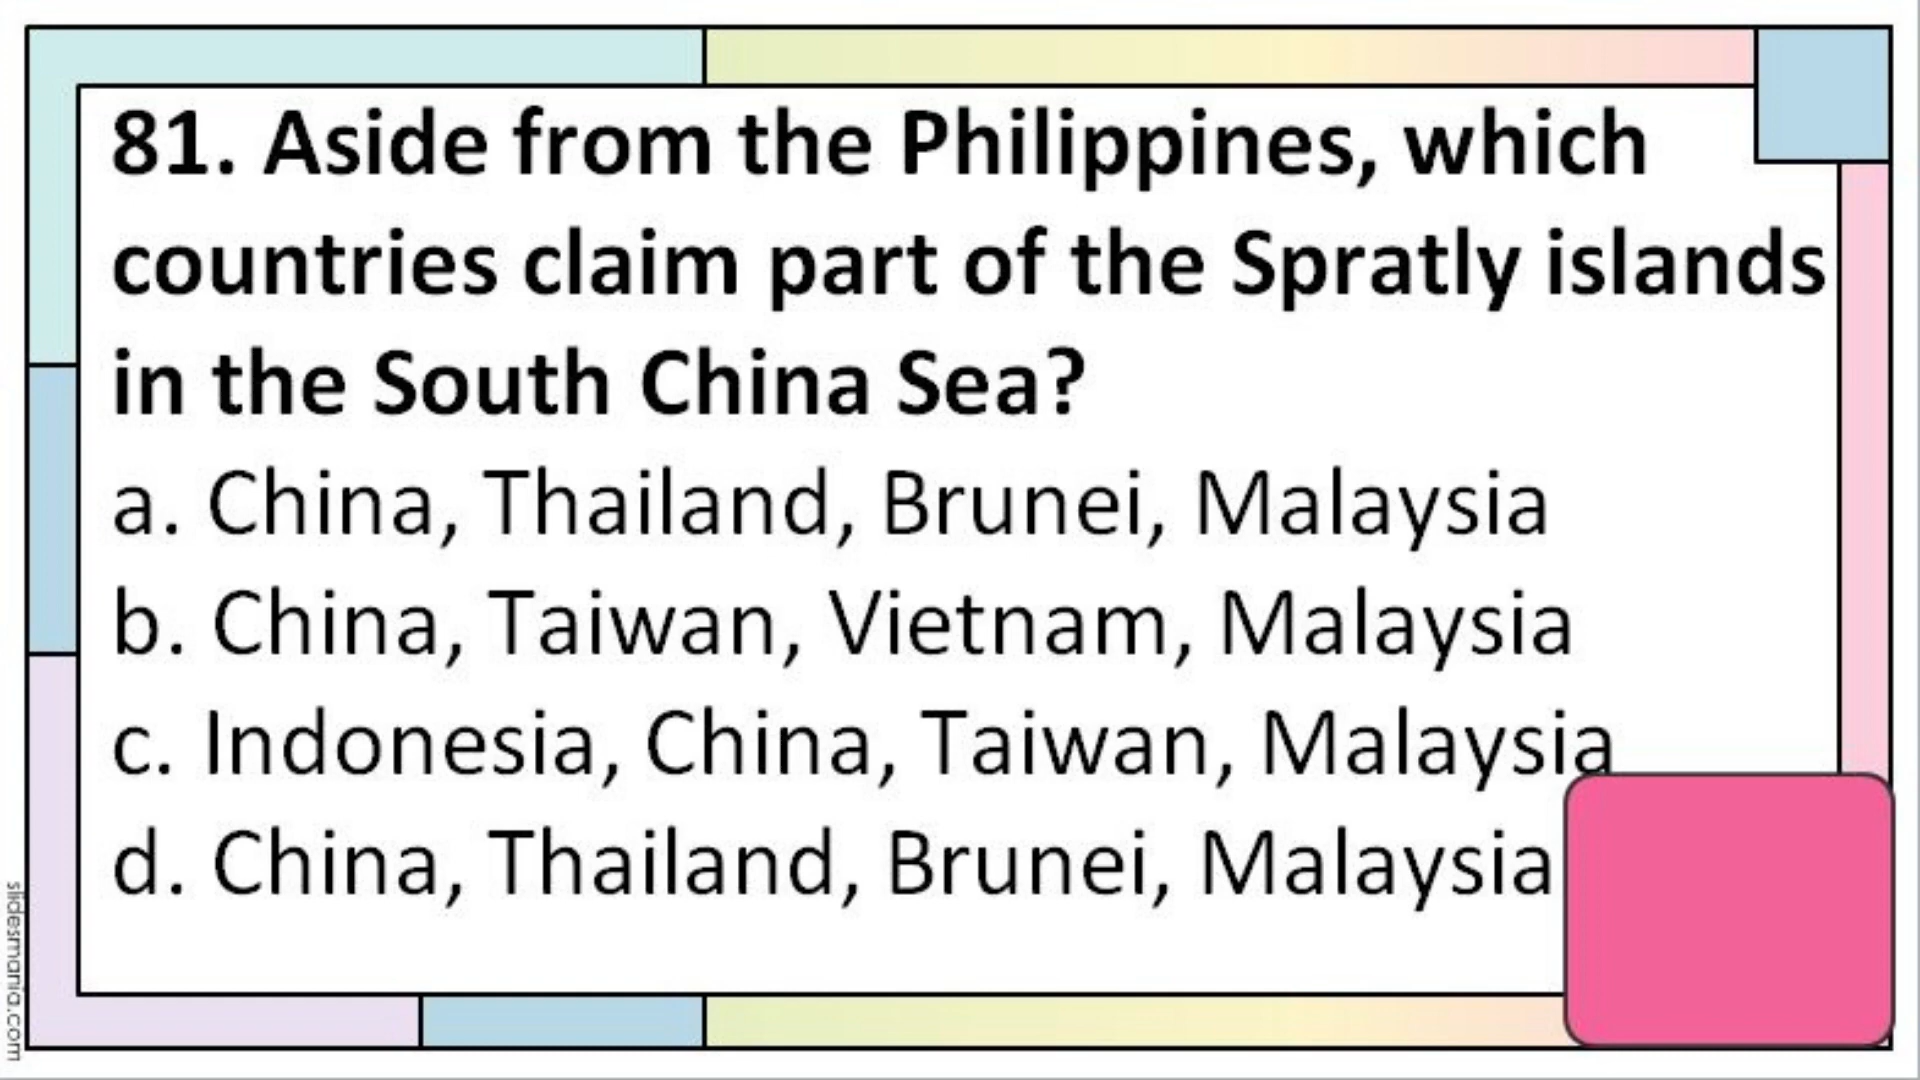 81. Aside from the Philippines, which
countries claim part of the Spratly islands
in the South China Sea?
a. China, Thailand, Brunei, Malaysia
b. China, Taiwan, Vietnam, Malaysia
c. Indonesia, China, Taiwan, Malaysia
d. China, Thailand, Brunei, Malaysia
slidesmania.com